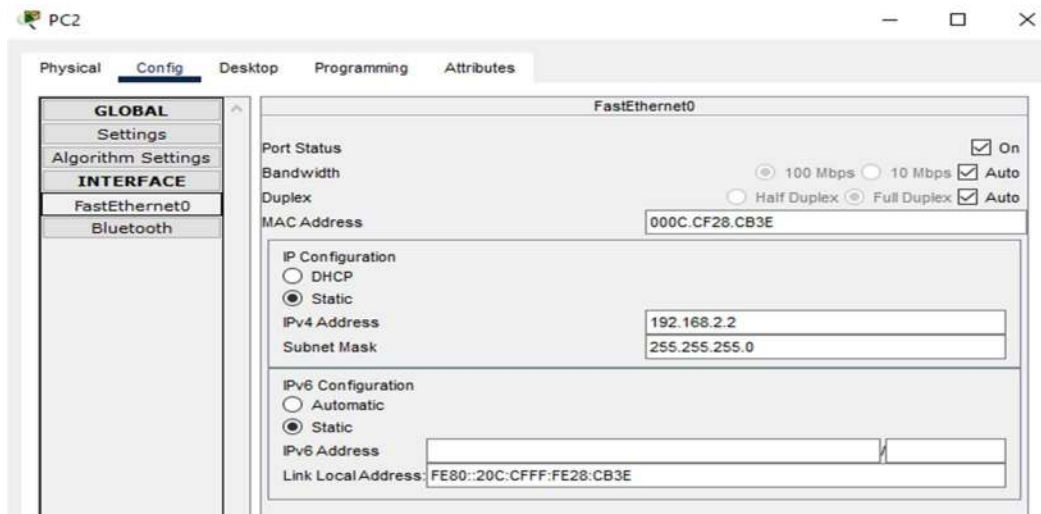 PC2
Physical Config Desktop Programming Attributes
GLOBAL
Settings
Algorithm Settings
INTERFACE
FastEthernet0
Bluetooth
FastEthernet0
Port Status On
Bandwidth 100 Mbps 10 Mbps Auto
Duplex Half Duplex Full Duplex Auto
MAC Address 000C.CF28.CB3E
IP Configuration
DHCP
Static
IPv4 Address 192.168.2.2
Subnet Mask 255.255.255.0
IPv6 Configuration
Automatic
Static
IPv6 Address /
Link Local Address: FE80::20C:CFFF:FE28:CB3E